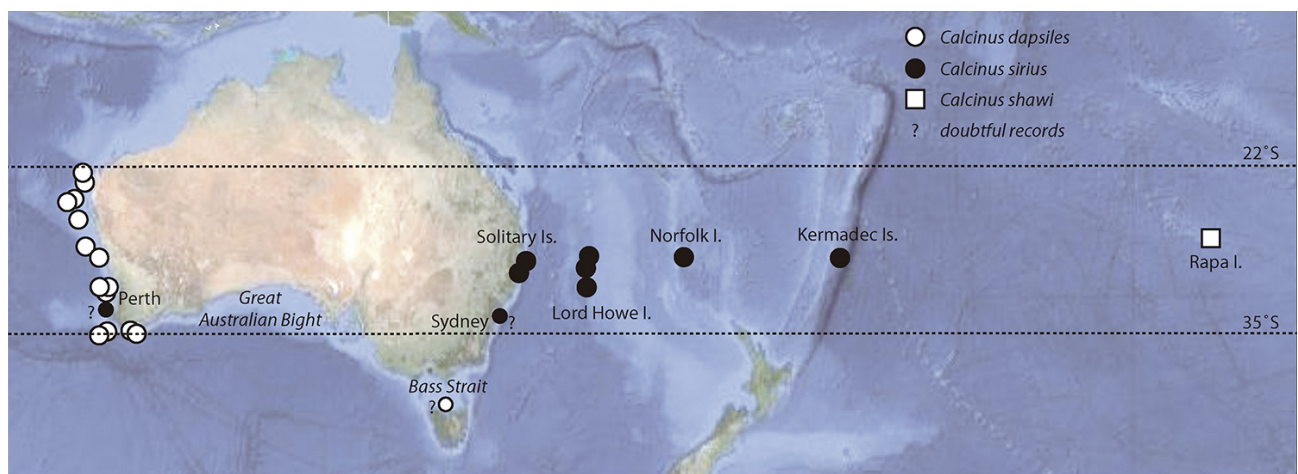 Calcinus dapsiles
Calcinus sirius
Calcinus shawi
? doubtful records
22˚S
Solitary Is.
Norfolk I.
Kermadec Is.
Rapa I.
Perth
?
Great
Australian Bight
Sydney ?
Lord Howe I.
35˚S
Bass Strait
?